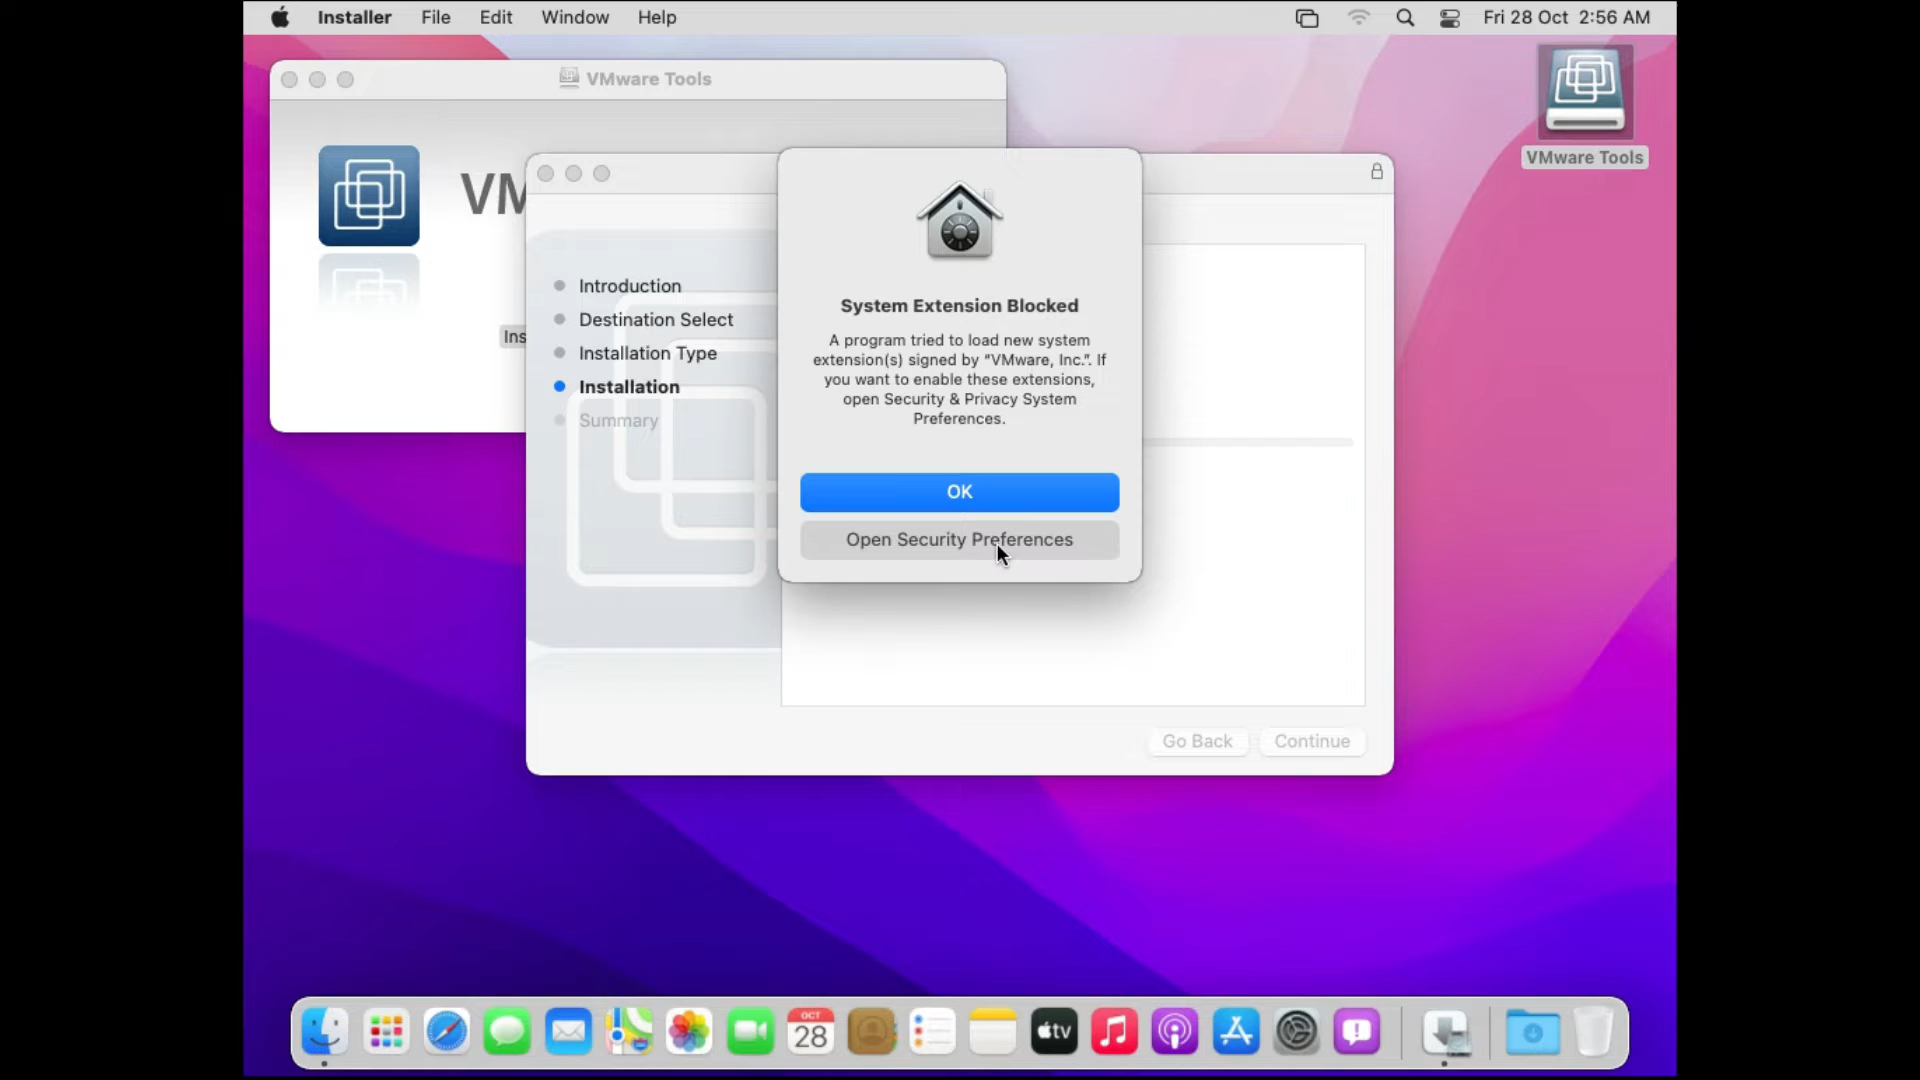 Installer File Edit Window Help Fri 28 Oct 2:56 AM
VMware Tools
VMware Tools
VM
Ins
Introduction
Destination Select
Installation Type
Installation
Summary
System Extension Blocked
A program tried to load new system
extension(s) signed by “VMware, Inc.”. If
you want to enable these extensions,
open Security & Privacy System
Preferences.
OK
Open Security Preferences
Go Back Continue
OCT
28
tv